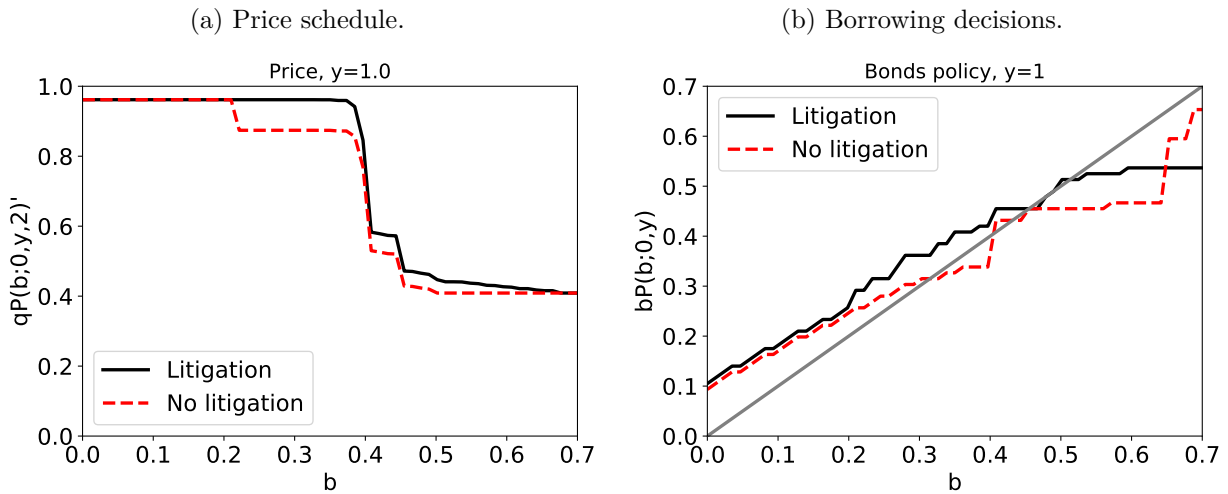 (a) Price schedule.
Price, y=1.0
qP(b;0,y,2)'
1.0
0.8
0.6
0.4
0.2
0.0
Litigation
No litigation
0.0 0.1 0.2 0.3 0.4 0.5 0.6 0.7
b
(b) Borrowing decisions.
Bonds policy, y=1
bP(b;0,y)
0.7
0.6
0.5
0.4
0.3
0.2
0.1
0.0
Litigation
No litigation
0.0 0.1 0.2 0.3 0.4 0.5 0.6 0.7
b